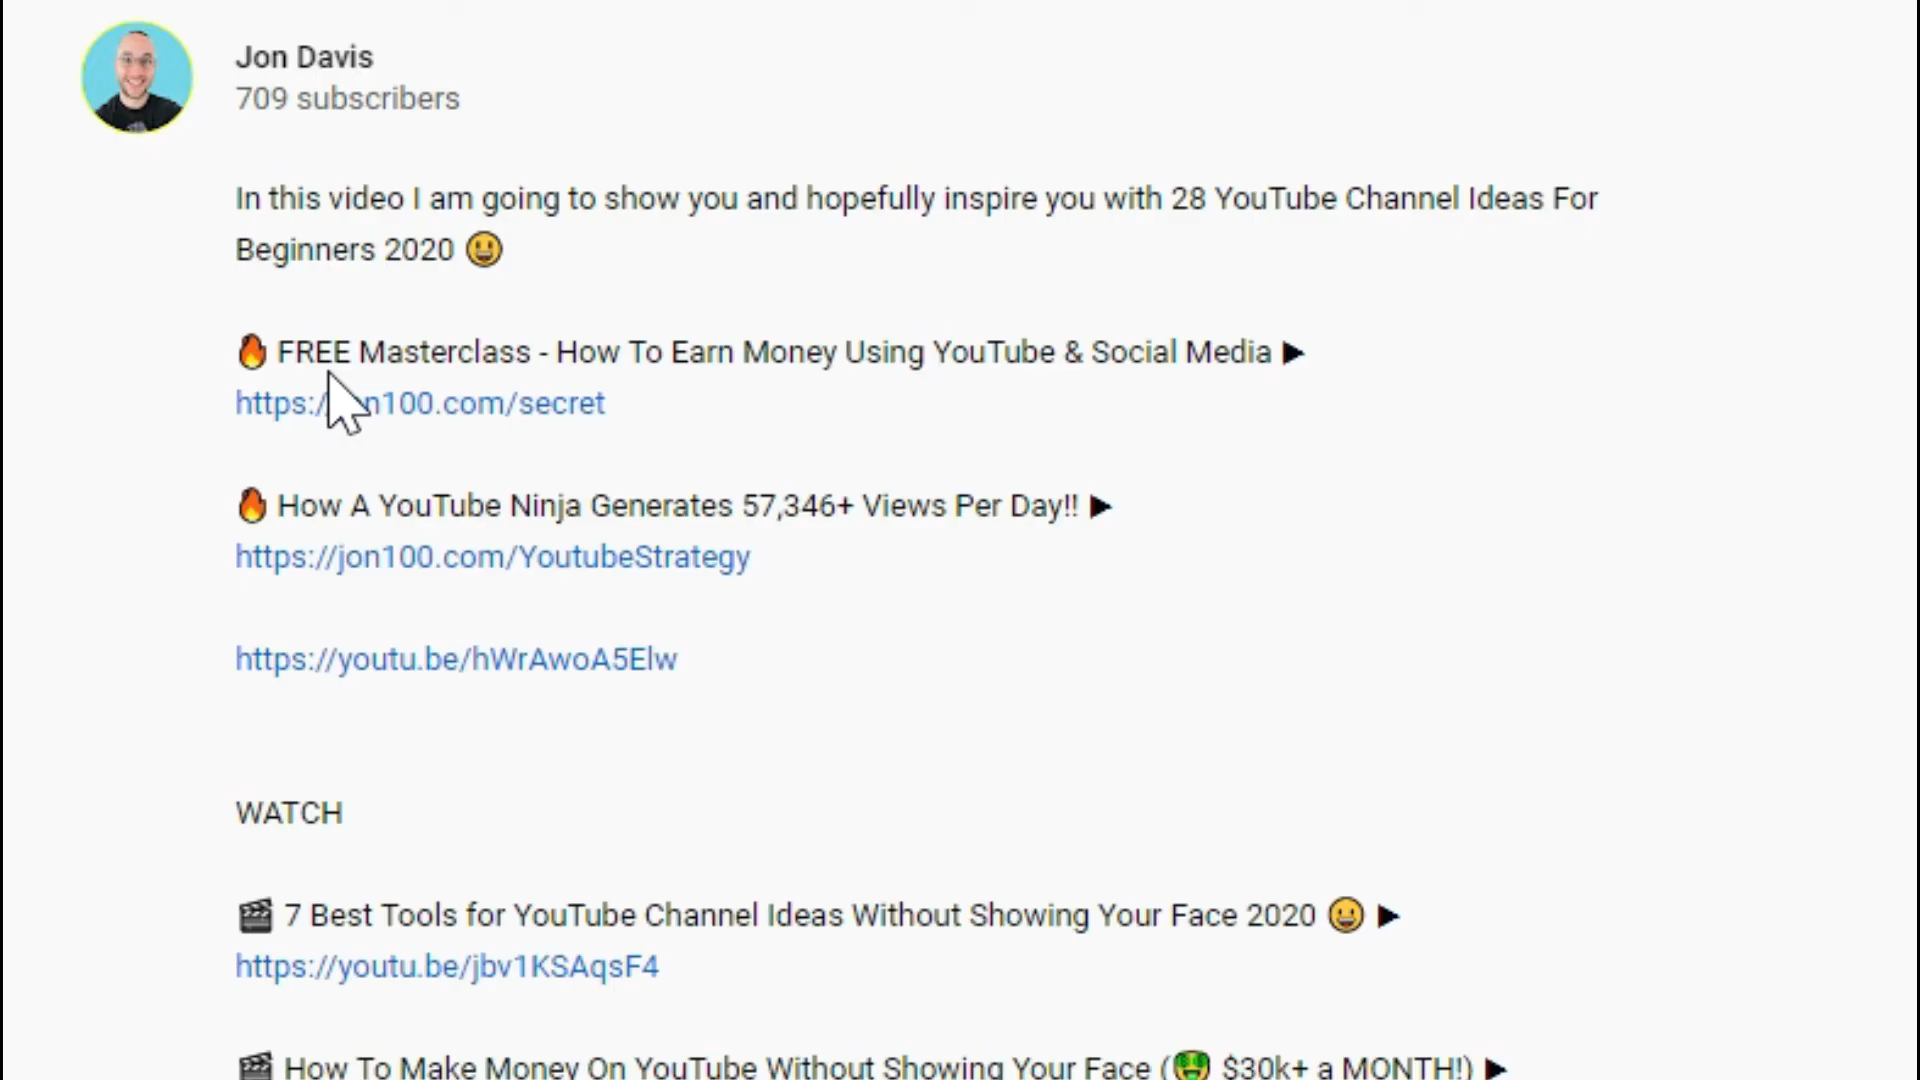 Jon Davis
709 subscribers
In this video I am going to show you and hopefully inspire you with 28 YouTube Channel Ideas For
Beginners 2020 😃
🔥 FREE Masterclass - How To Earn Money Using YouTube & Social Media ►
https:/ n100.com/secret
🔥 How A YouTube Ninja Generates 57,346+ Views Per Day!! ►
https://jon100.com/YoutubeStrategy
https://youtu.be/hWrAwoA5Elw
WATCH
🎬 7 Best Tools for YouTube Channel Ideas Without Showing Your Face 2020 😀 ►
https://youtu.be/jbv1KSAqsF4
🎬 How To Make Money On YouTube Without Showing Your Face (🤑 $30k+ a MONTH!) ►